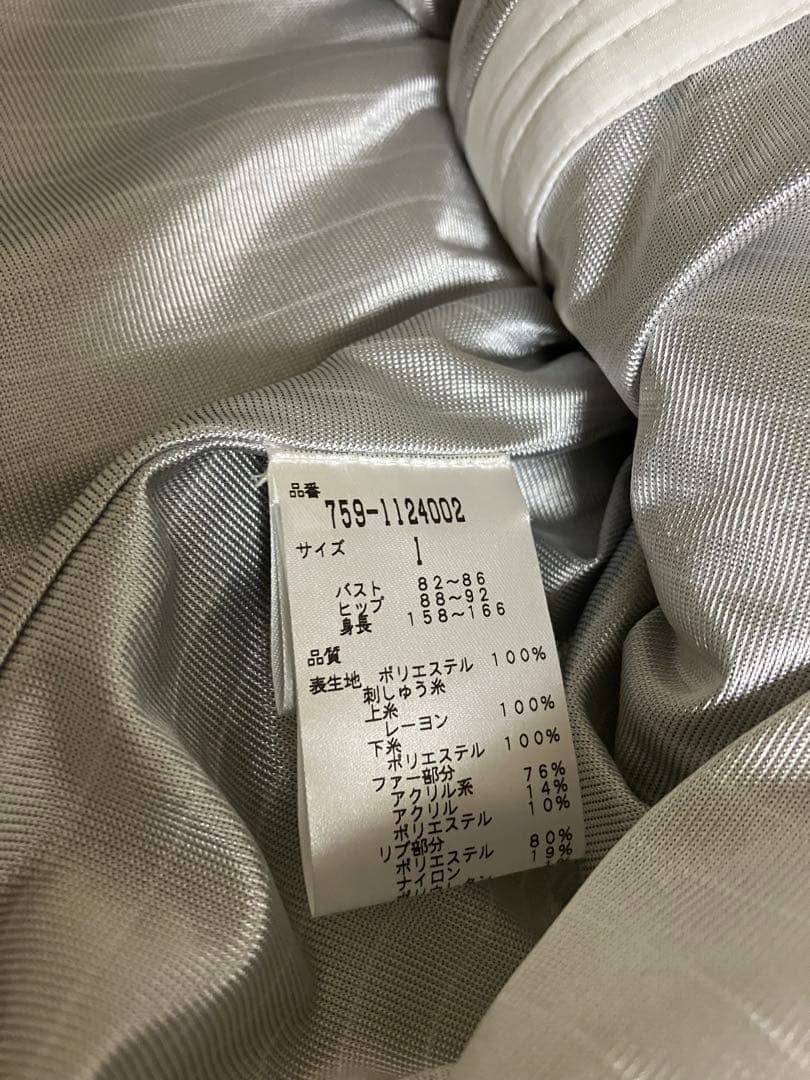 品番
759-1124002
サイズ 1
バスト 82~86
ヒップ 88~92
身長 158~166
品質
表生地 ポリエステル 100%
刺しゅう糸
上糸
レーヨン 100%
下糸
ポリエステル 100%
ファー部分
アクリル系 76%
アクリル 14%
ポリエステル 10%
リブ部分
ポリエステル 80%
ナイロン 19%